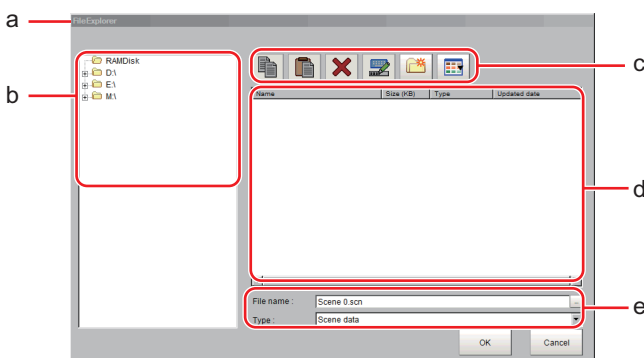 a
FileExplorer
RAMDisk
D:\
E:\
M:\
b
c
Name Size (KB) Type Updated date
d
File name : Scene 0.scn ...
Type : Scene data
e
OK Cancel